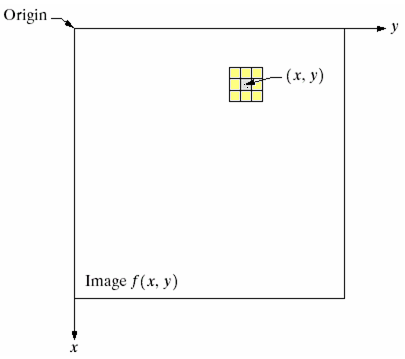 Origin
y
(x, y)
Image f(x, y)
x